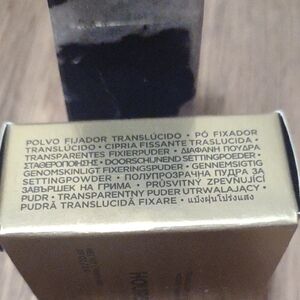 POLVO FIJADOR TRANSLÚCIDO • PÓ FIXADOR
TRANSLÚCIDO • CIPRIA FISSANTE TRASLUCIDA •
TRANSPARENTES FIXIERPUDER • ΔΙΑΦΑΝΗ ΠΟΥΔΡΑ
ΣΤΑΘΕΡΟΠΟΙΗΣΗΣ • DOORSCHIJNEND SETTINGPOEDER •
GENOMSKINLIGT FIXERINGSPUDER • GENNEMSIGTIG
SETTINGPOWDER • ПОЛУПРОЗРАЧНА ПУДРА ЗА
ЗАВЪРШЕК НА ГРИМА • PRŮSVITNÝ ZPEVŇUJÍCÍ
PUDR • TRANSPARENTNY PUDER UTRWALAJĄCY •
PUDRĂ TRANSLUCIDĂ FIXARE • แป้งฝุ่นโปร่งแสง